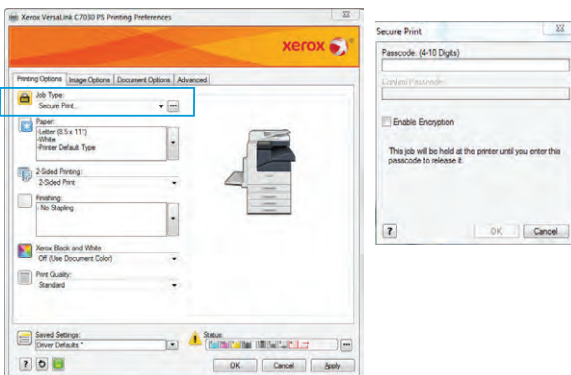 Xerox VersaLink C7030 PS Printing Preferences
xerox
Printing Options Image Options Document Options Advanced
Job Type:
Secure Print...
Paper:
-Letter (8.5 x 11")
-White
-Printer Default Type
2-Sided Printing:
2-Sided Print
Finishing:
- No Stapling
Xerox Black and White
Off (Use Document Color)
Print Quality:
Standard
Saved Settings:
Driver Defaults *
Status
?
OK Cancel Apply
Secure Print
Passcode: (4-10 Digits)
Confirm Passcode:
Enable Encryption
This job will be held at the printer until you enter this
passcode to release it.
?
OK Cancel